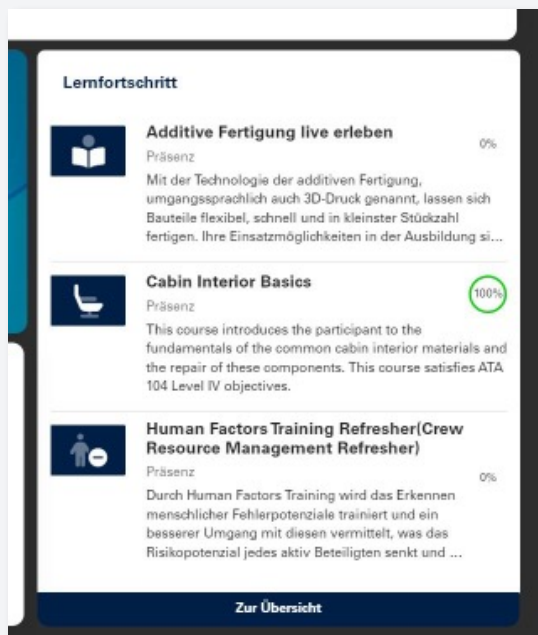 Lernfortschritt
Additive Fertigung live erleben
0%
Präsenz
Mit der Technologie der additiven Fertigung,
umgangssprachlich auch 3D-Druck genannt, lassen sich
Bauteile flexibel, schnell und in kleinster Stückzahl
fertigen. Ihre Einsatzmöglichkeiten in der Ausbildung si...
Cabin Interior Basics
100%
Präsenz
This course introduces the participant to the
fundamentals of the common cabin interior materials and
the repair of these components. This course satisfies ATA
104 Level IV objectives.
Human Factors Training Refresher(Crew
Resource Management Refresher)
Präsenz
0%
Durch Human Factors Training wird das Erkennen
menschlicher Fehlerpotenziale trainiert und ein
besserer Umgang mit diesen vermittelt, was das
Risikopotenzial jedes aktiv Beteiligten senkt und ...
Zur Übersicht